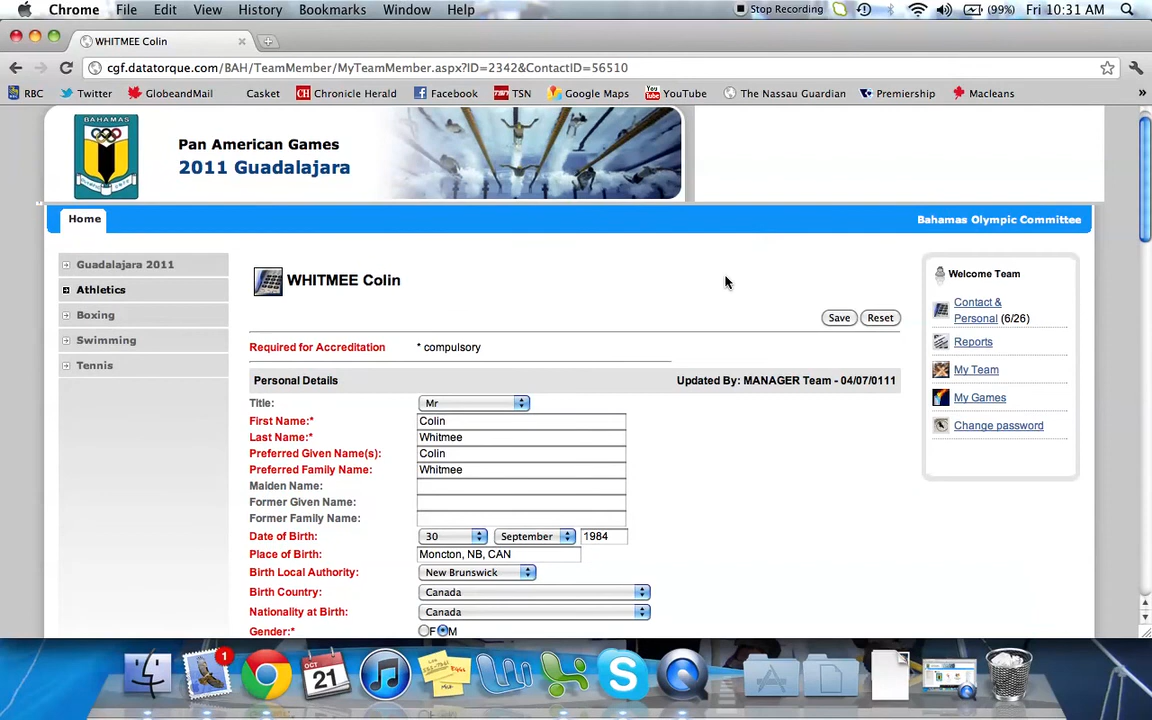 Chrome File Edit View History Bookmarks Window Help Stop Recording (99%) Fri 10:31 AM
WHITMEE Colin
cgf.datatorque.com/BAH/TeamMember/MyTeamMember.aspx?ID=2342&ContactID=56510
RBC Twitter GlobeandMail Casket Chronicle Herald Facebook TSN Google Maps YouTube The Nassau Guardian Premiership Macleans »
BAHAMAS
Pan American Games
2011 Guadalajara
Home Bahamas Olympic Committee
Guadalajara 2011
Athletics
Boxing
Swimming
Tennis
WHITMEE Colin
Save Reset
Required for Accreditation * compulsory
Personal Details Updated By: MANAGER Team - 04/07/0111
Title: Mr
First Name:* Colin
Last Name:* Whitmee
Preferred Given Name(s): Colin
Preferred Family Name: Whitmee
Maiden Name:
Former Given Name:
Former Family Name:
Date of Birth: 30 September 1984
Place of Birth: Moncton, NB, CAN
Birth Local Authority: New Brunswick
Birth Country: Canada
Nationality at Birth: Canada
Gender:* F M
Welcome Team
Contact &
Personal (6/26)
Reports
My Team
My Games
Change password
1
OCT
21